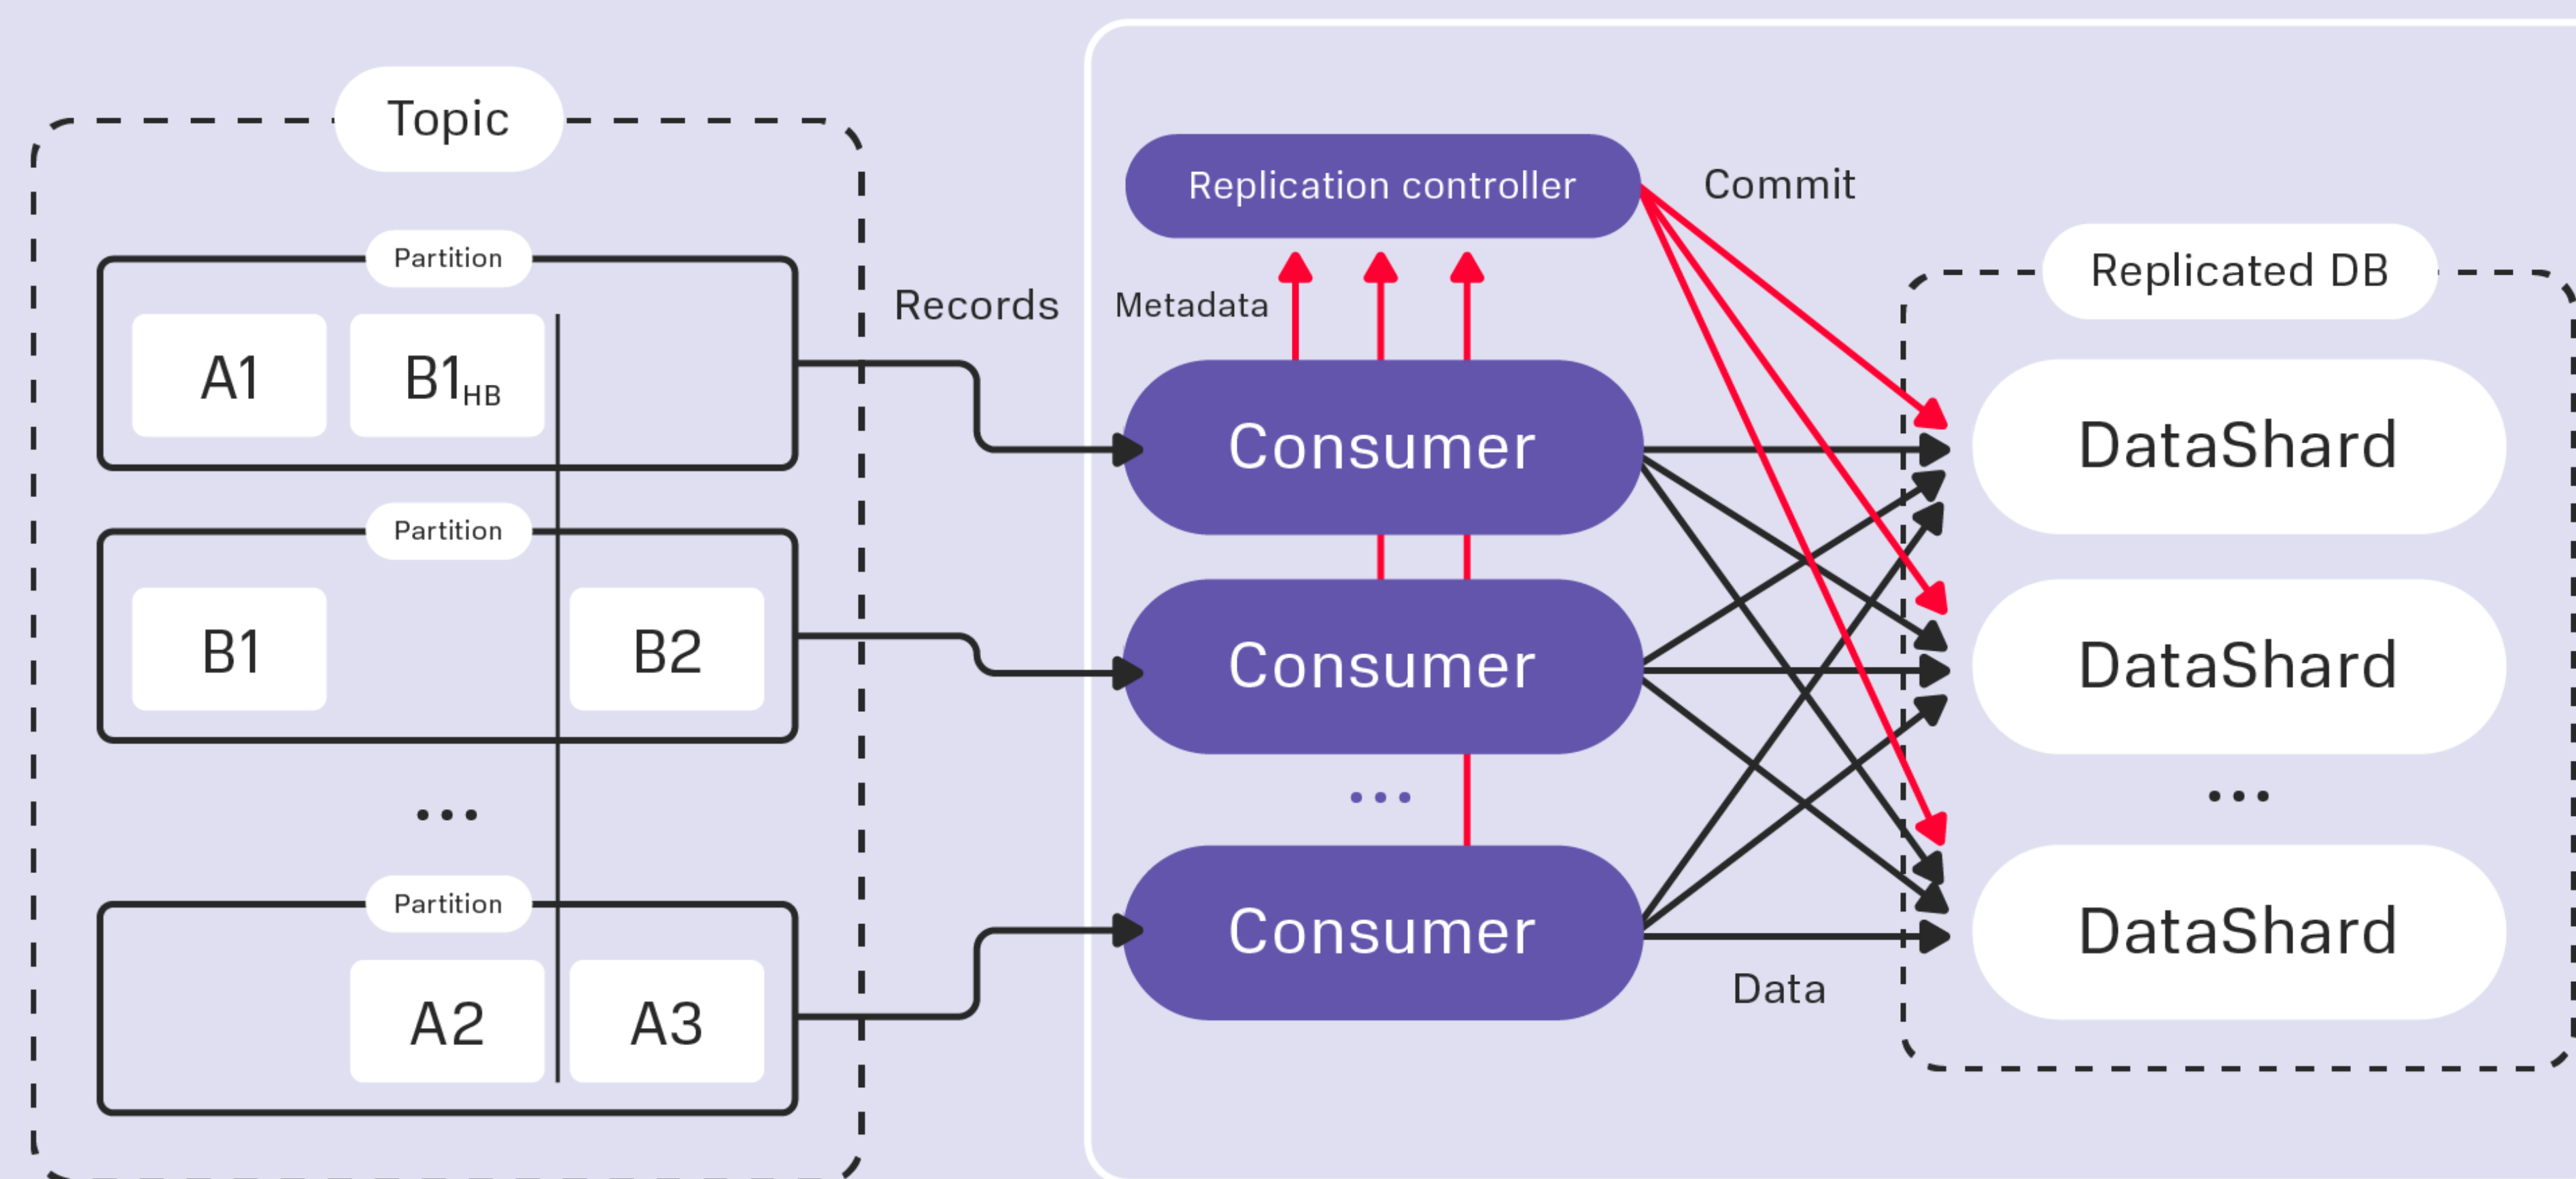 Topic
Partition
A1
B1HB
Partition
B1
B2
...
Partition
A2
A3
Records
Replication controller
Metadata
Consumer
Consumer
...
Consumer
Commit
Data
Replicated DB
DataShard
DataShard
...
DataShard